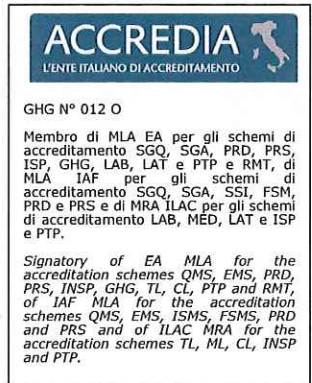 ACCREDIA
L'ENTE ITALIANO DI ACCREDITAMENTO
GHG N° 012 O
Membro di MLA EA per gli schemi di
accreditamento SGQ, SGA, PRD, PRS,
ISP, GHG, LAB, LAT e PTP e RMT, di
MLA IAF per gli schemi di
accreditamento SGQ, SGA, SSI, FSM,
PRD e PRS e di MRA ILAC per gli schemi
di accreditamento LAB, MED, LAT e ISP
e PTP.
Signatory of EA MLA for the
accreditation schemes QMS, EMS, PRD,
PRS, INSP, GHG, TL, CL, PTP and RMT,
of IAF MLA for the accreditation
schemes QMS, EMS, ISMS, FSMS, PRD
and PRS and of ILAC MRA for the
accreditation schemes TL, ML, CL, INSP
and PTP.